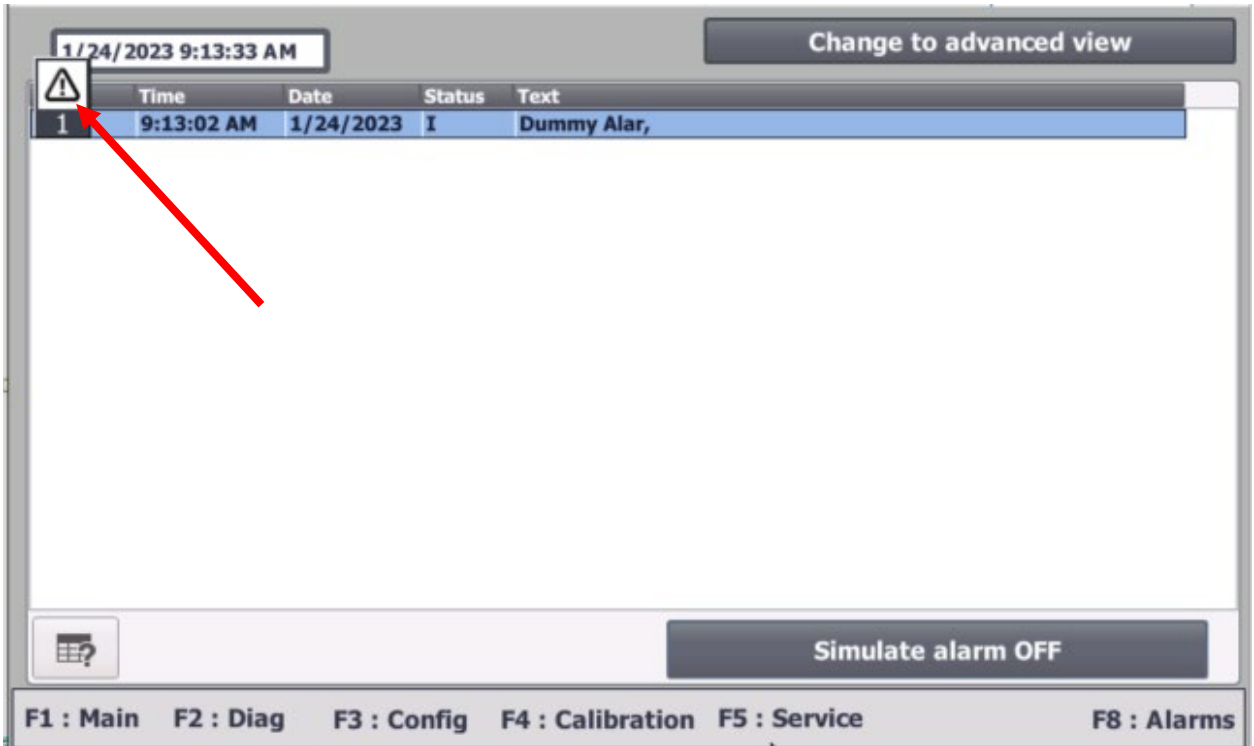 1/24/2023 9:13:33 AM
Change to advanced view
Time Date Status Text
1 9:13:02 AM 1/24/2023 I Dummy Alar,
?
Simulate alarm OFF
F1 : Main F2 : Diag F3 : Config F4 : Calibration F5 : Service F8 : Alarms